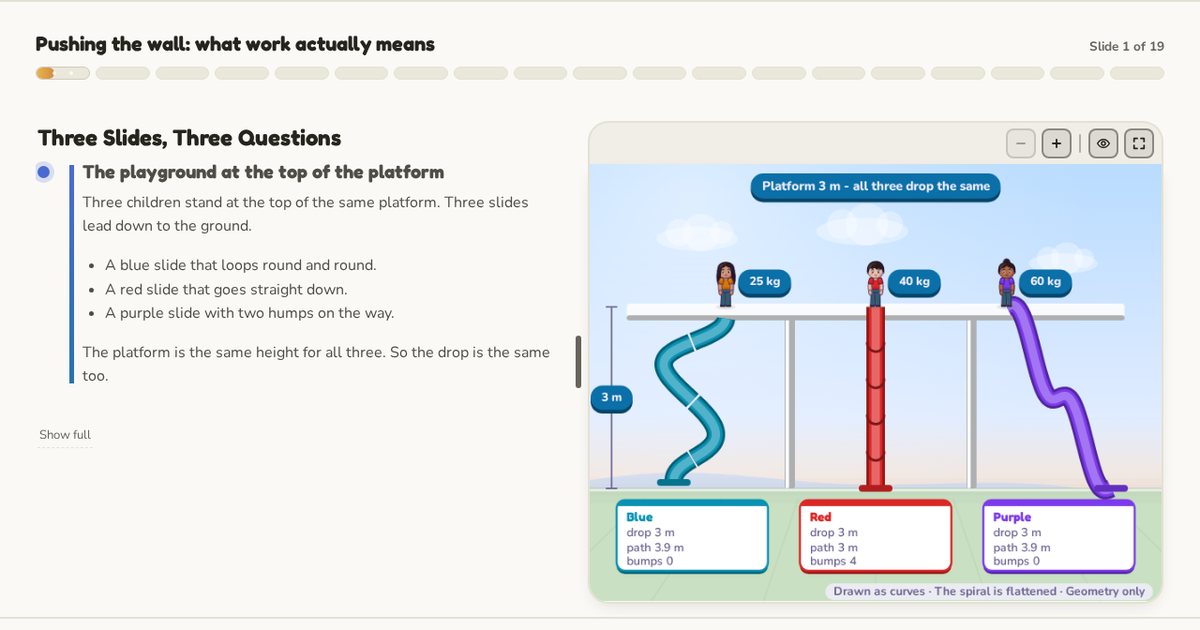 Pushing the wall: what work actually means
Slide 1 of 19
Three Slides, Three Questions
The playground at the top of the platform
Three children stand at the top of the same platform. Three slides
lead down to the ground.
• A blue slide that loops round and round.
• A red slide that goes straight down.
• A purple slide with two humps on the way.
The platform is the same height for all three. So the drop is the same
too.
Show full
Platform 3 m - all three drop the same
25 kg
40 kg
60 kg
3 m
Blue
drop 3 m
path 3.9 m
bumps 0
Red
drop 3 m
path 3 m
bumps 4
Purple
drop 3 m
path 3.9 m
bumps 0
Drawn as curves · The spiral is flattened · Geometry only